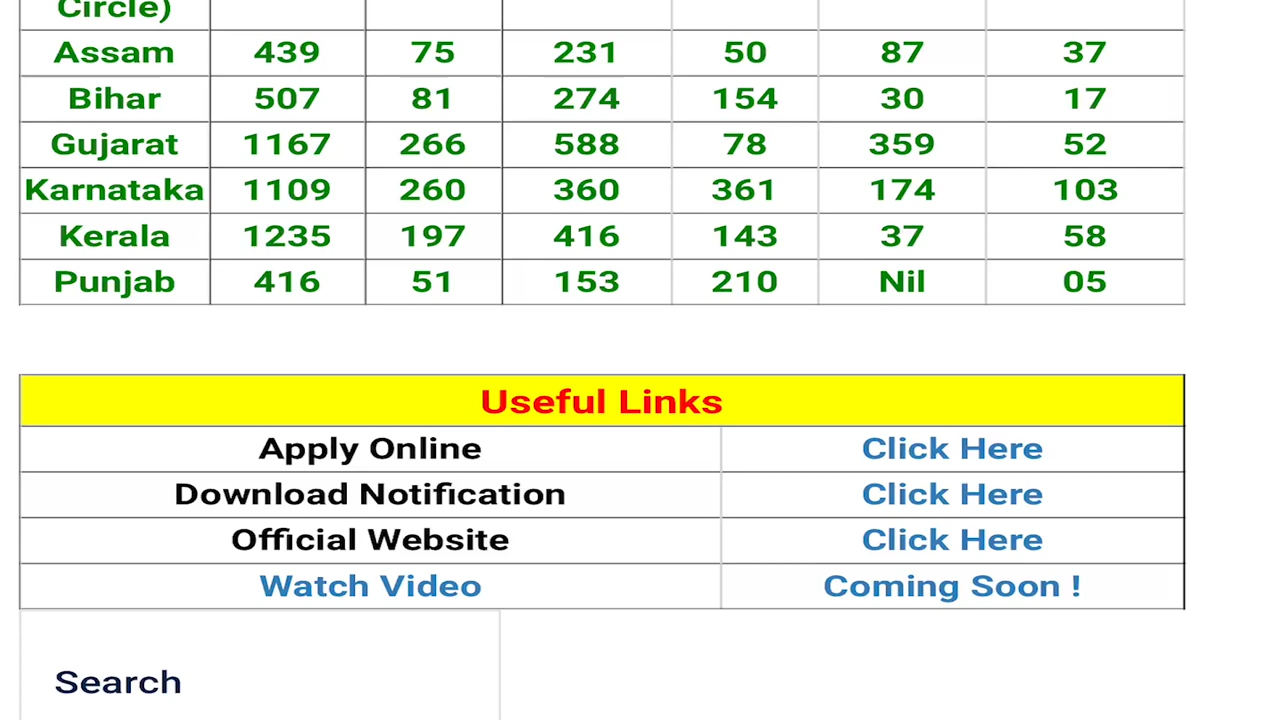 Circle)
Assam 439 75 231 50 87 37
Bihar 507 81 274 154 30 17
Gujarat 1167 266 588 78 359 52
Karnataka 1109 260 360 361 174 103
Kerala 1235 197 416 143 37 58
Punjab 416 51 153 210 Nil 05
Useful Links
Apply Online Click Here
Download Notification Click Here
Official Website Click Here
Watch Video Coming Soon !
Search